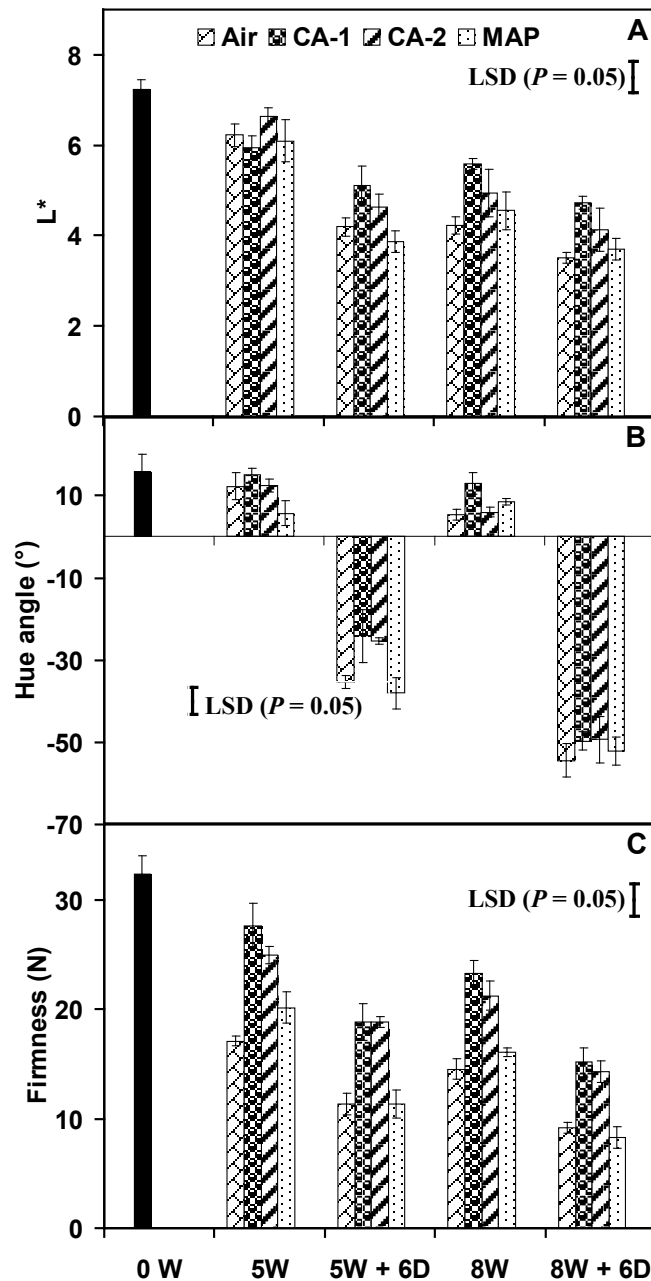 Air CA-1 CA-2 MAP
A
LSD (P = 0.05)
8
6
4
2
0
L*
B
10
-10
-30
-50
-70
Hue angle (°)
LSD (P = 0.05)
C
LSD (P = 0.05)
30
20
10
0
Firmness (N)
0 W 5W 5W + 6D 8W 8W + 6D